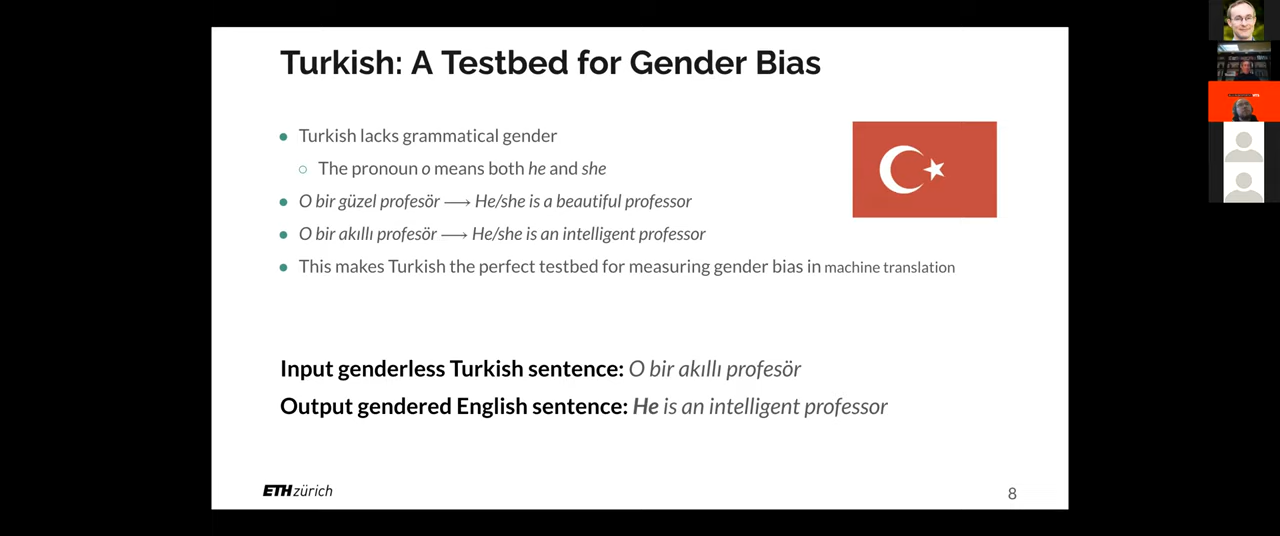 Turkish: A Testbed for Gender Bias
Turkish lacks grammatical gender
The pronoun o means both he and she
O bir güzel profesör ⟶ He/she is a beautiful professor
O bir akıllı profesör ⟶ He/she is an intelligent professor
This makes Turkish the perfect testbed for measuring gender bias in machine translation
Input genderless Turkish sentence: O bir akıllı profesör
Output gendered English sentence: He is an intelligent professor
ETH zürich
8